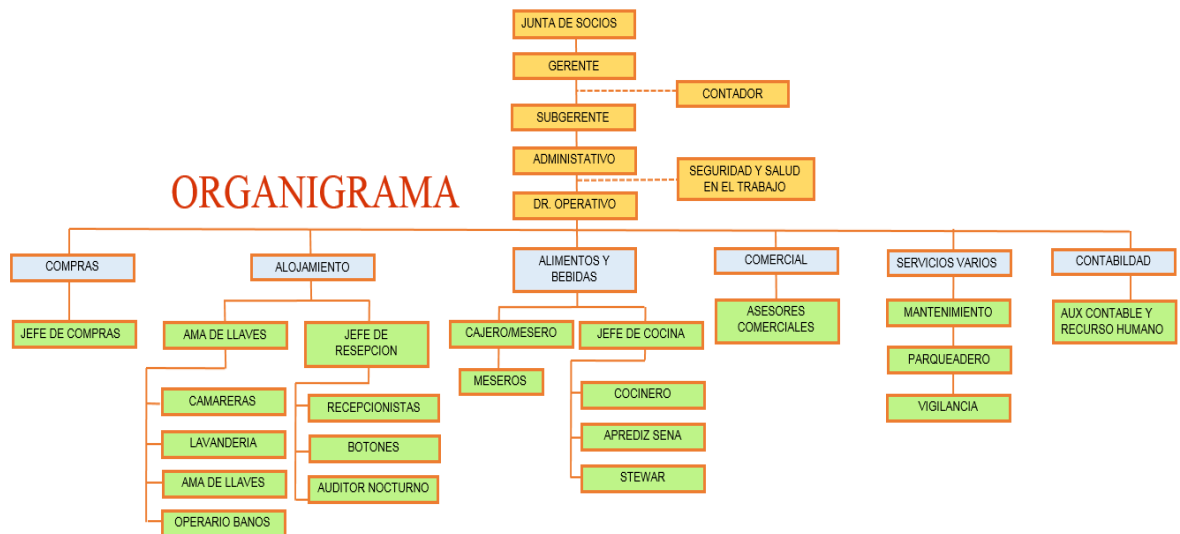 JUNTA DE SOCIOS
GERENTE
CONTADOR
SUBGERENTE
ADMINISTATIVO
SEGURIDAD Y SALUD
EN EL TRABAJO
ORGANIGRAMA
DR. OPERATIVO
COMPRAS
ALOJAMIENTO
ALIMENTOS Y
BEBIDAS
COMERCIAL
SERVICIOS VARIOS
CONTABILDAD
JEFE DE COMPRAS
AMA DE LLAVES
JEFE DE
RESEPCION
CAJERO/MESERO
JEFE DE COCINA
ASESORES
COMERCIALES
MANTENIMIENTO
AUX CONTABLE Y
RECURSO HUMANO
MESEROS
PARQUEADERO
CAMARERAS
RECEPCIONISTAS
COCINERO
VIGILANCIA
LAVANDERIA
BOTONES
APREDIZ SENA
AMA DE LLAVES
AUDITOR NOCTURNO
STEWAR
OPERARIO BANOS